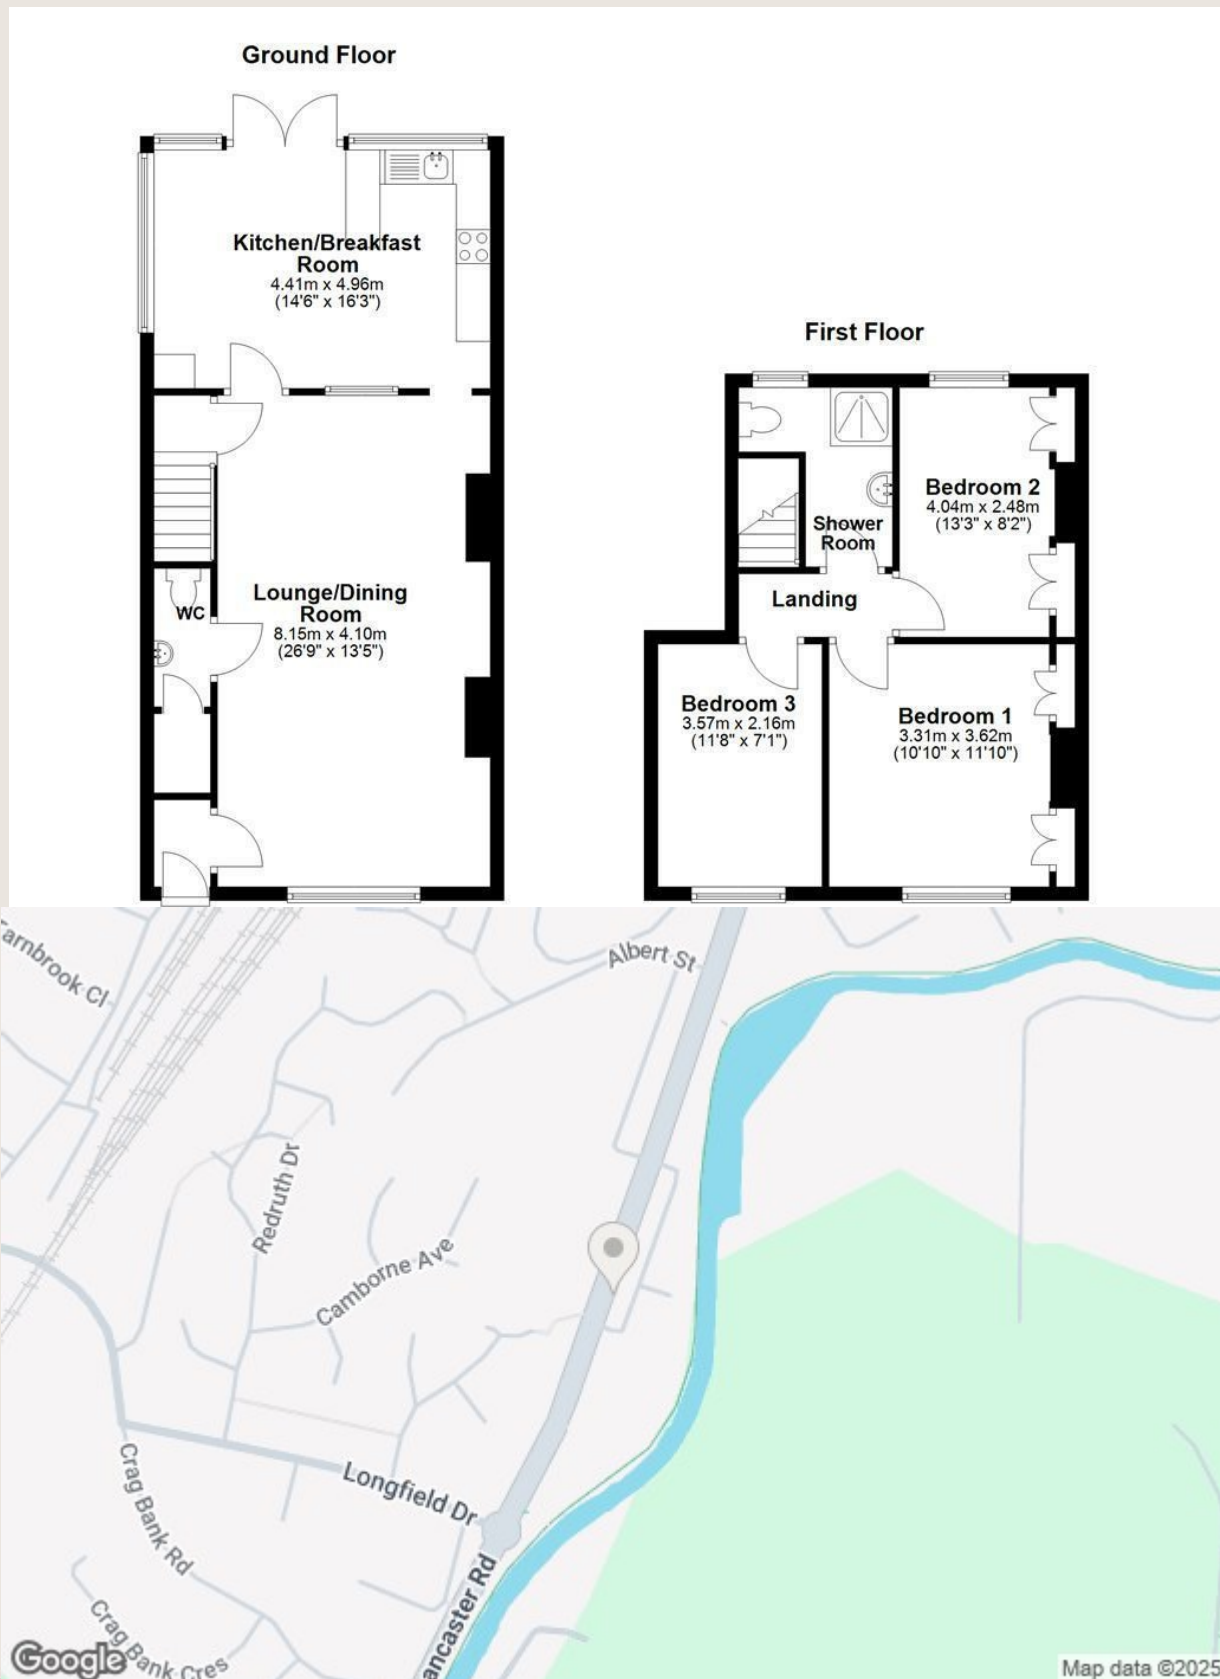 Ground Floor
Kitchen/Breakfast
Room
4.41m x 4.96m
(14'6" x 16'3")
First Floor
Bedroom 2
4.04m x 2.48m
(13'3" x 8'2")
Shower
Room
Lounge/Dining
Room
8.15m x 4.10m
(26'9" x 13'5")
WC
Landing
Bedroom 3
3.57m x 2.16m
(11'8" x 7'1")
Bedroom 1
3.31m x 3.62m
(10'10" x 11'10")
arnbrook Cl
Albert St
Redruth Dr
Camborne Ave
Longfield Dr
Crag Bank Rd
Crag Bank Cres
ancaster Rd
Google
Map data ©2025